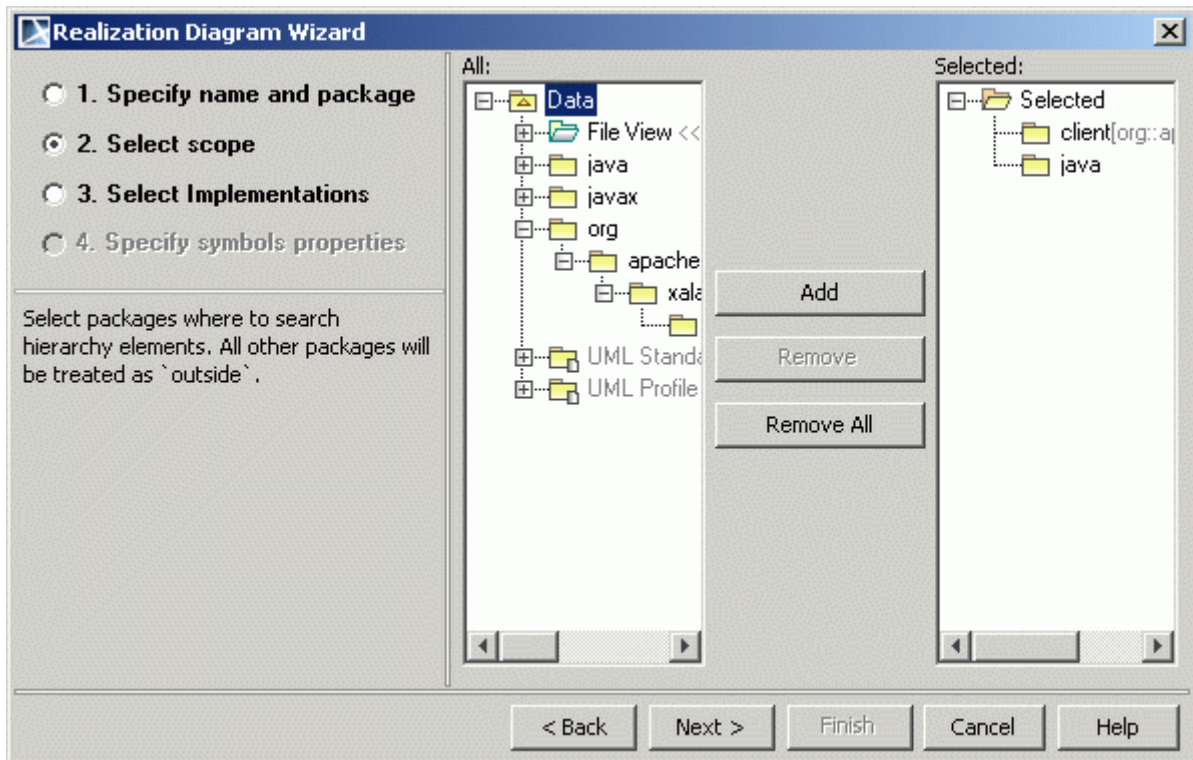 Realization Diagram Wizard
1. Specify name and package
2. Select scope
3. Select Implementations
4. Specify symbols properties
Select packages where to search
hierarchy elements. All other packages will
be treated as `outside`.
All:
Data
File View <<
java
javax
org
apache
xala
UML Standa
UML Profile
Add
Remove
Remove All
Selected:
Selected
client[org::ap
java
< Back
Next >
Finish
Cancel
Help